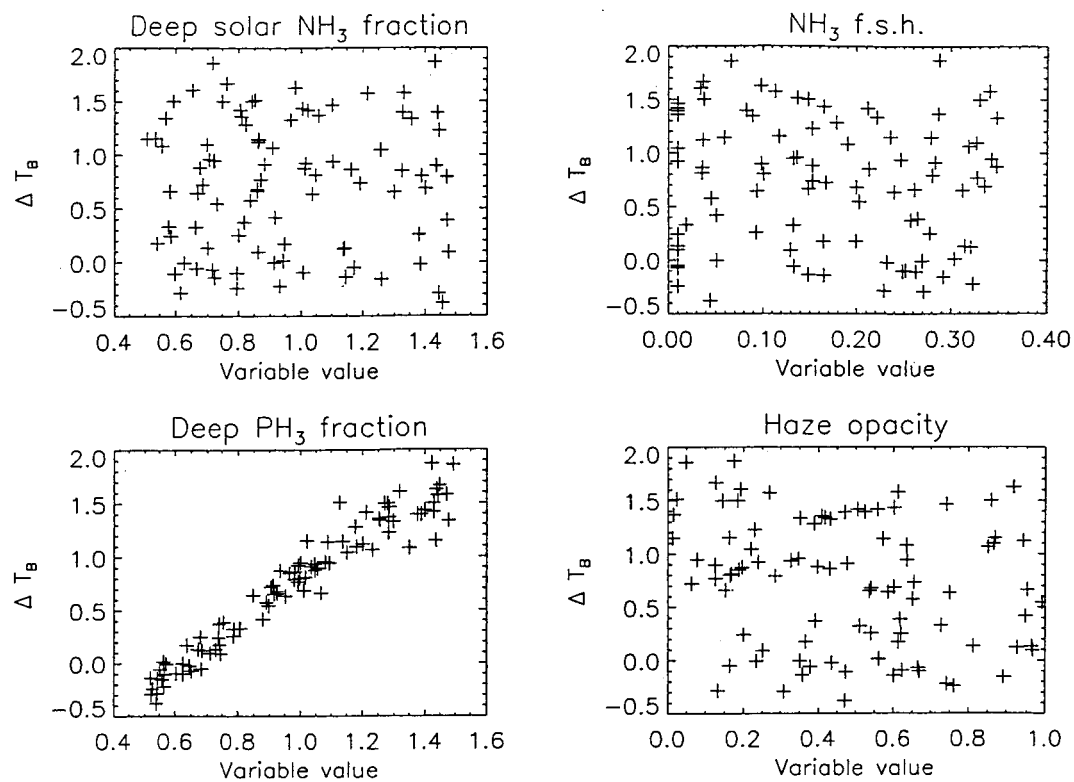 Deep solar NH₃ fraction
Δ T_B
2.0
1.5
1.0
0.5
0.0
−0.5
0.4 0.6 0.8 1.0 1.2 1.4 1.6
Variable value
NH₃ f.s.h.
Δ T_B
2.0
1.5
1.0
0.5
0.0
−0.5
0.00 0.10 0.20 0.30 0.40
Variable value
Deep PH₃ fraction
Δ T_B
2.0
1.5
1.0
0.5
0.0
−0.5
0.4 0.6 0.8 1.0 1.2 1.4 1.6
Variable value
Haze opacity
Δ T_B
2.0
1.5
1.0
0.5
0.0
−0.5
0.0 0.2 0.4 0.6 0.8 1.0
Variable value